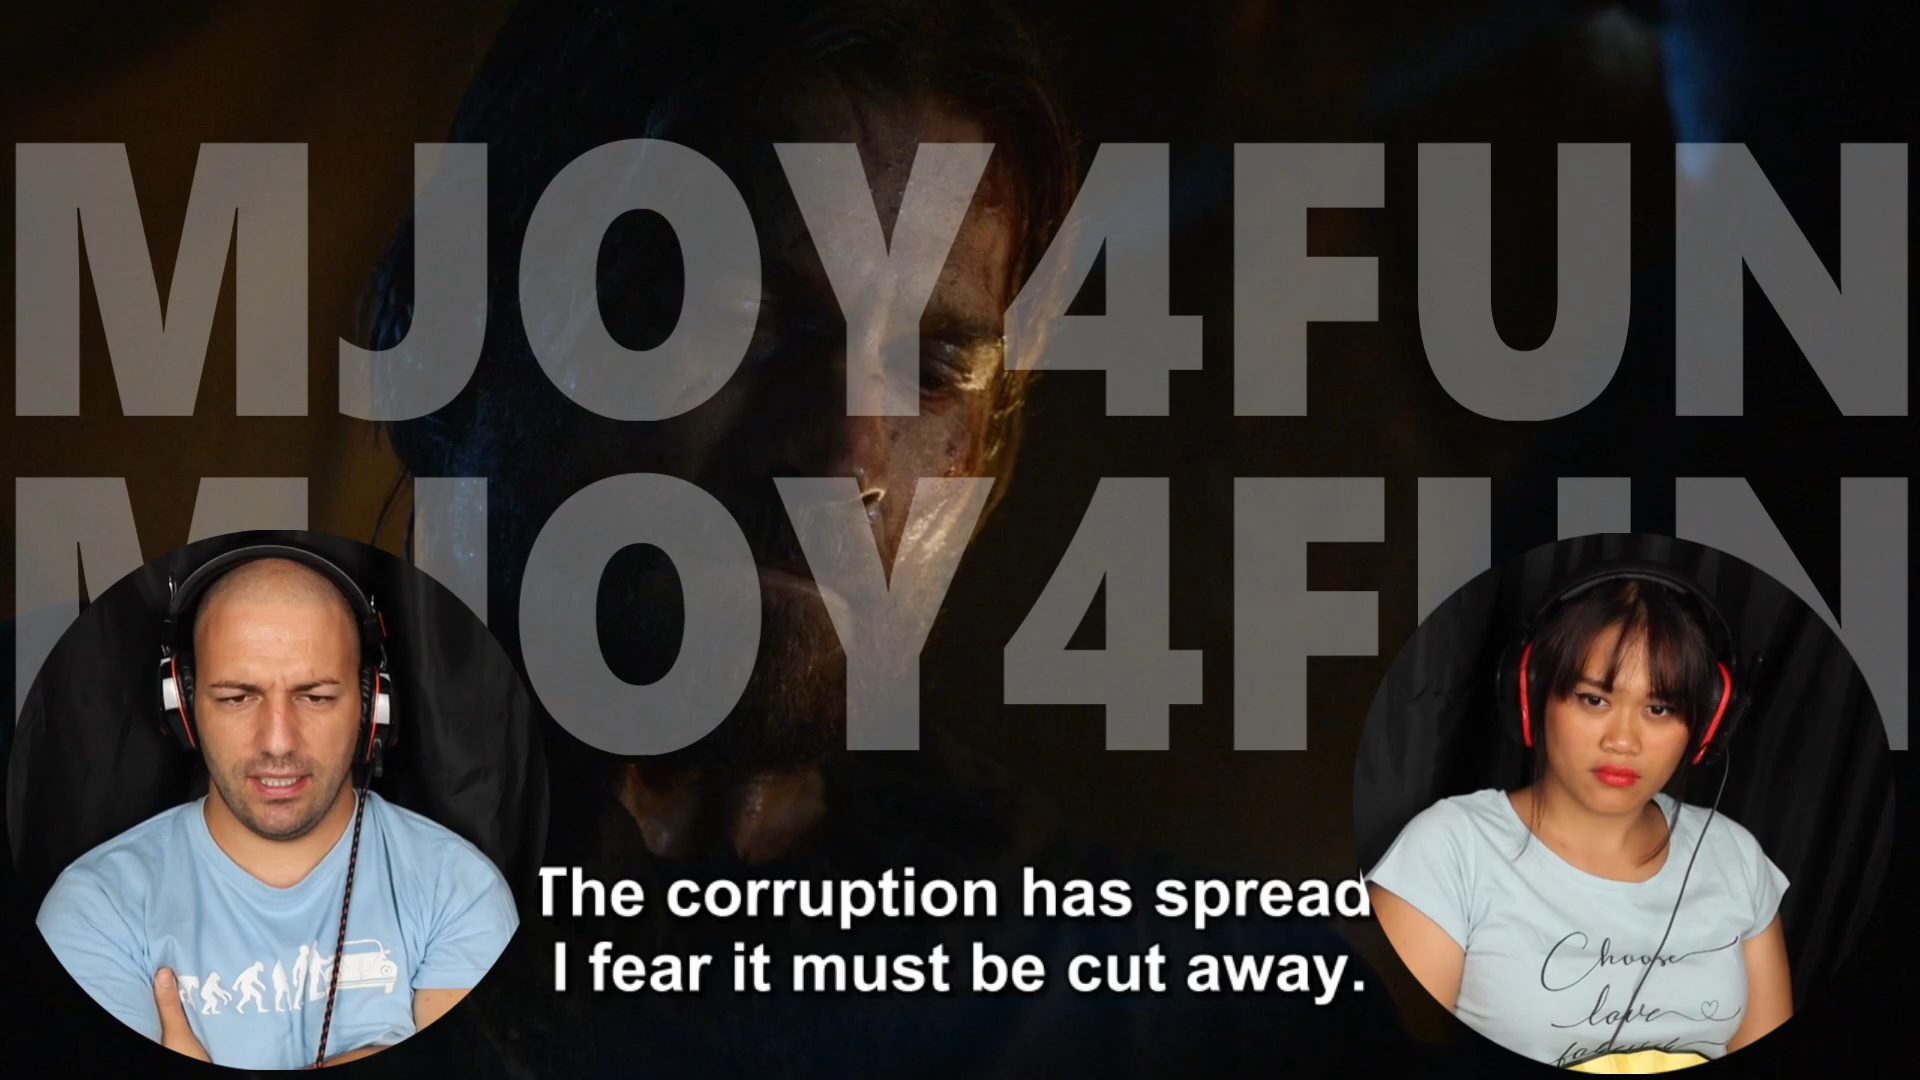 MJOY4FUN
MJOY4FUN
The corruption has spread
I fear it must be cut away.
Choose
love